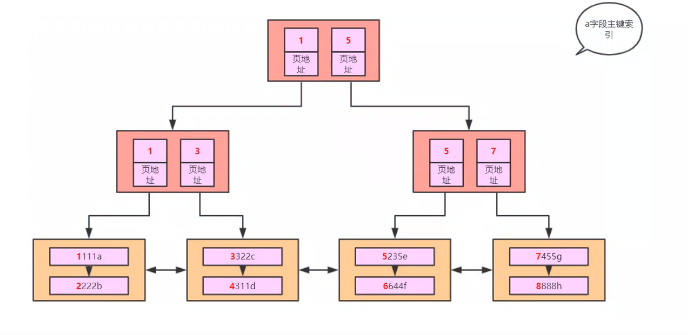 a字段主键索
引
1 5
页地 页地
址 址
1 3 5 7
页地 页地 页地 页地
址 址 址 址
1111a 3322c 5235e 7455g
2222b 4311d 6644f 8888h